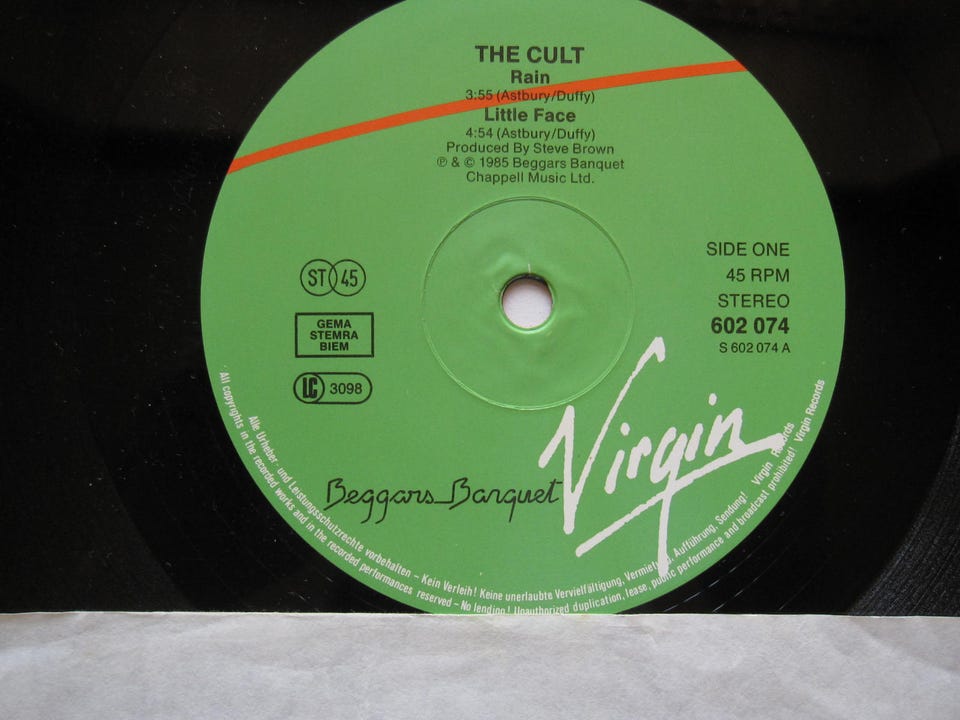 THE CULT
Rain
3:55 (Astbury/Duffy)
Little Face
4:54 (Astbury/Duffy)
Produced By Steve Brown
℗ & © 1985 Beggars Banquet
Chappell Music Ltd.
SIDE ONE
45 RPM
STEREO
602 074
S 602 074 A
ST 45
GEMA
STEMRA
BIEM
LC 3098
Beggars Banquet
Virgin
Alle Urheber- und Leistungsschutzrechte vorbehalten – Kein Verleih! Keine unerlaubte Vervielfältigung, Vermietung, Aufführung, Sendung! Virgin Records
All copyrights in the recorded works and in the recorded performances reserved – No lending! Unauthorized duplication, lease, public performance and broadcast prohibited! Virgin Records